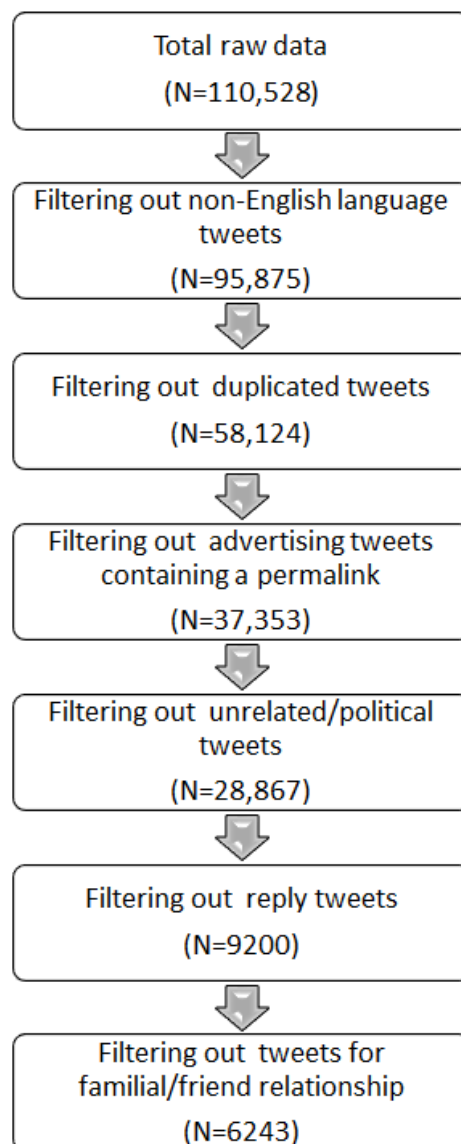 Total raw data
(N=110,528)
Filtering out non-English language
tweets
(N=95,875)
Filtering out duplicated tweets
(N=58,124)
Filtering out advertising tweets
containing a permalink
(N=37,353)
Filtering out unrelated/political
tweets
(N=28,867)
Filtering out reply tweets
(N=9200)
Filtering out tweets for
familial/friend relationship
(N=6243)